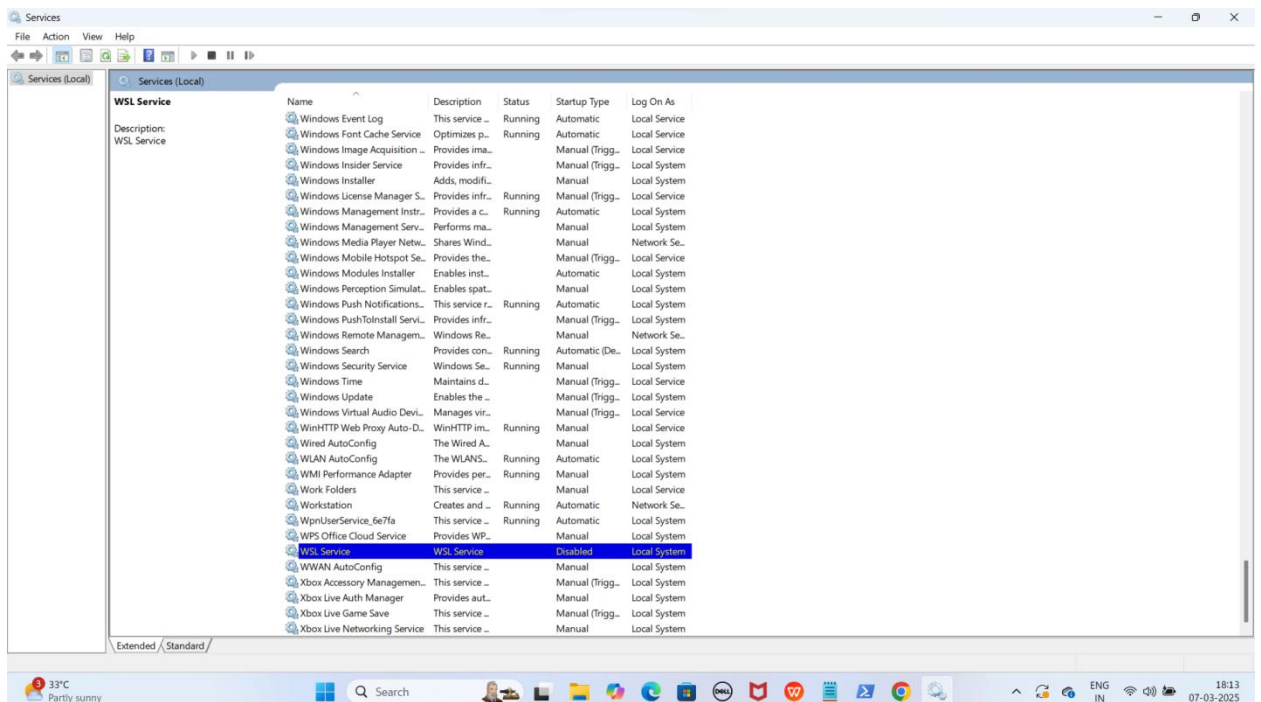 Services
File Action View Help
Services (Local)
Services (Local)
WSL Service
Description:
WSL Service
Name Description Status Startup Type Log On As
Windows Event Log This service ... Running Automatic Local Service
Windows Font Cache Service Optimizes p... Running Automatic Local Service
Windows Image Acquisition ... Provides ima... Manual (Trigg... Local Service
Windows Insider Service Provides infr... Manual (Trigg... Local System
Windows Installer Adds, modifi... Manual Local System
Windows License Manager S... Provides infr... Running Manual (Trigg... Local Service
Windows Management Instr... Provides a c... Running Automatic Local System
Windows Management Serv... Performs ma... Manual Local System
Windows Media Player Netw... Shares Wind... Manual Network Se...
Windows Mobile Hotspot Se... Provides the... Manual (Trigg... Local Service
Windows Modules Installer Enables inst... Automatic Local System
Windows Perception Simulat... Enables spat... Manual Local System
Windows Push Notifications... This service r... Running Automatic Local System
Windows PushToInstall Servi... Provides infr... Manual (Trigg... Local System
Windows Remote Managem... Windows Re... Manual Network Se...
Windows Search Provides con... Running Automatic (De... Local System
Windows Security Service Windows Se... Running Manual Local System
Windows Time Maintains d... Manual (Trigg... Local Service
Windows Update Enables the ... Manual (Trigg... Local System
Windows Virtual Audio Devi... Manages vir... Manual (Trigg... Local Service
WinHTTP Web Proxy Auto-D... WinHTTP im... Running Manual Local Service
Wired AutoConfig The Wired A... Manual Local System
WLAN AutoConfig The WLANS... Running Automatic Local System
WMI Performance Adapter Provides per... Running Manual Local System
Work Folders This service ... Manual Local Service
Workstation Creates and ... Running Automatic Network Se...
WpnUserService_6e7fa This service ... Running Automatic Local System
WPS Office Cloud Service Provides WP... Manual Local System
WSL Service WSL Service Disabled Local System
WWAN AutoConfig This service ... Manual Local System
Xbox Accessory Managemen... This service ... Manual (Trigg... Local System
Xbox Live Auth Manager Provides aut... Manual Local System
Xbox Live Game Save This service ... Manual (Trigg... Local System
Xbox Live Networking Service This service ... Manual Local System
Extended Standard
3 33°C
Partly sunny
Search
DELL
ENG
IN
18:13
07-03-2025